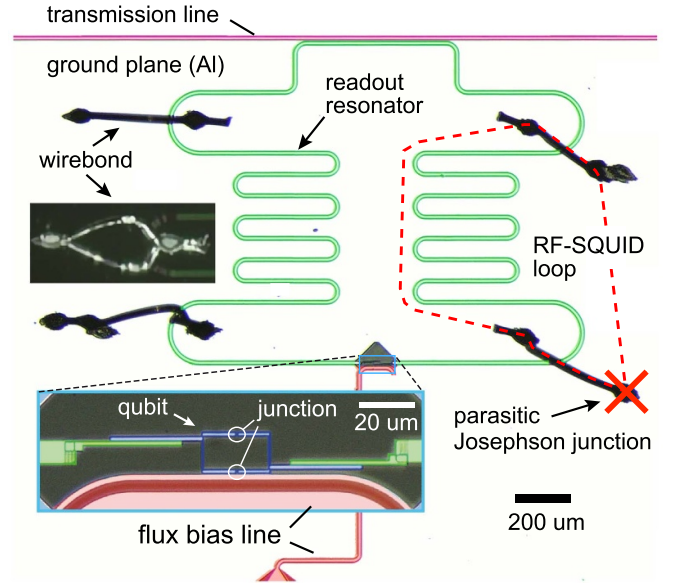 transmission line
ground plane (Al)
readout
resonator
wirebond
RF-SQUID
loop
qubit
junction
20 um
parasitic
Josephson junction
flux bias line
200 um